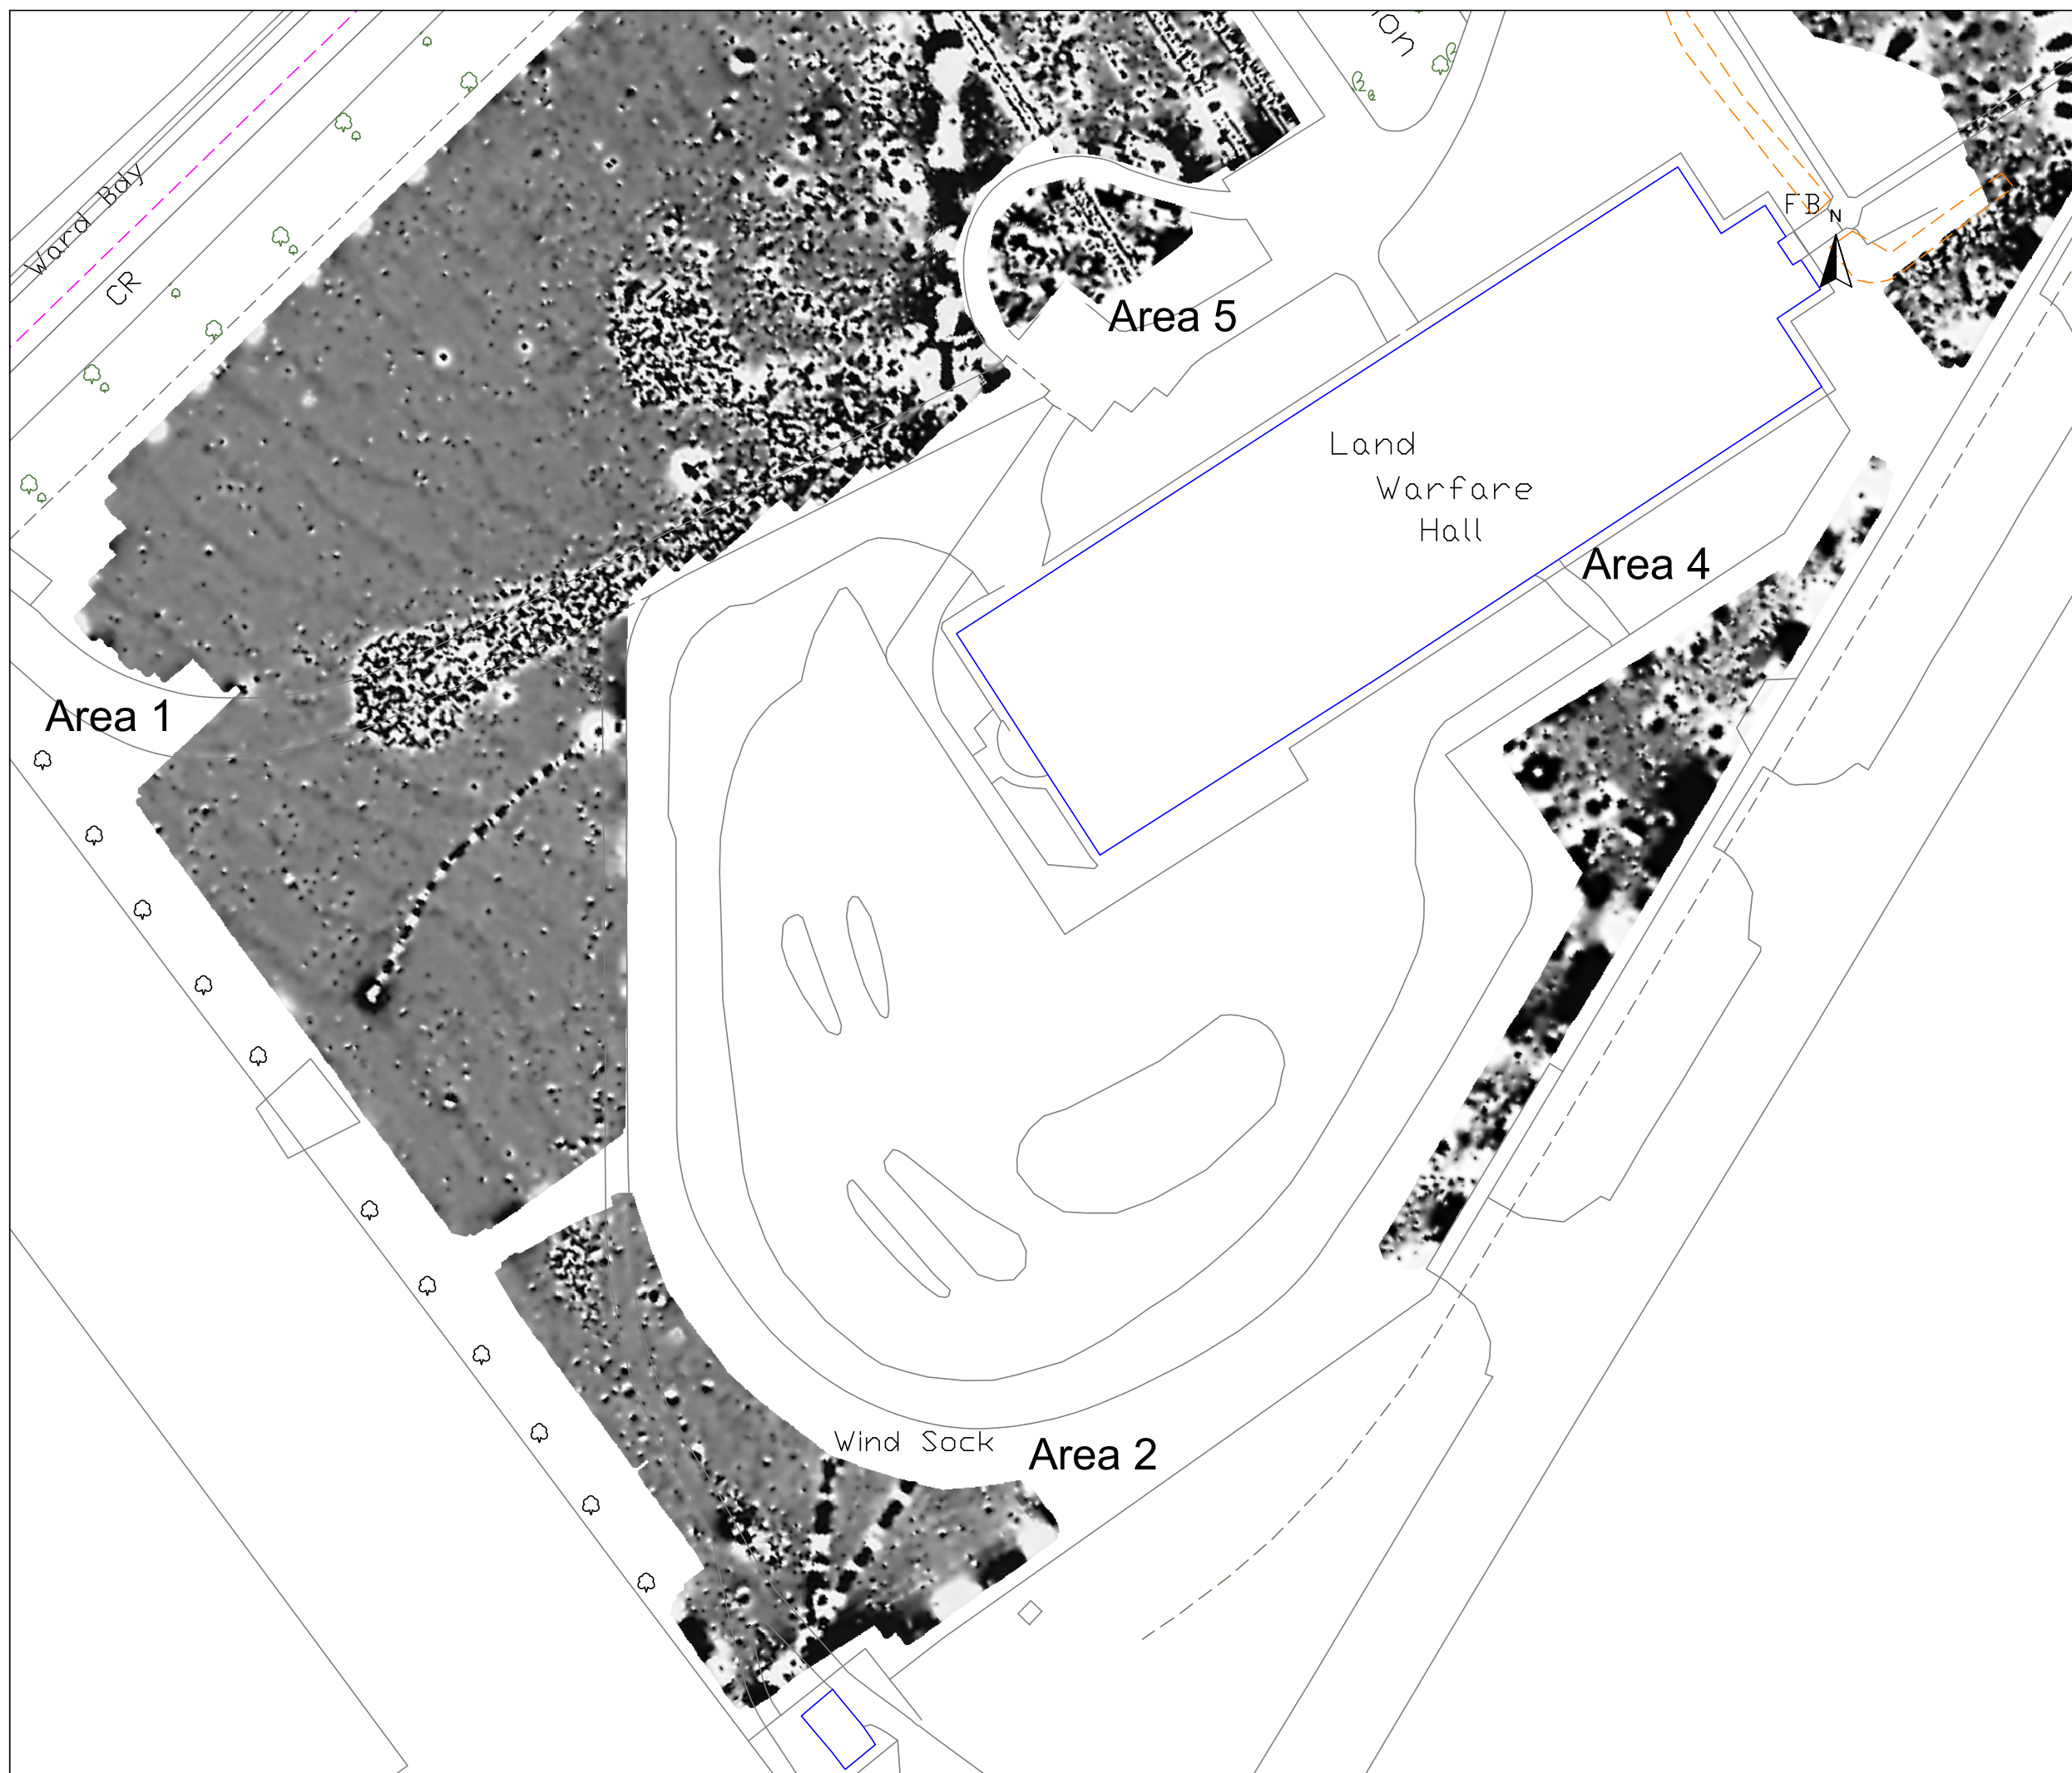 Ward Bdy
CR
FB
N
Area 5
Land
Warfare
Hall
Area 4
Area 1
Wind Sock
Area 2